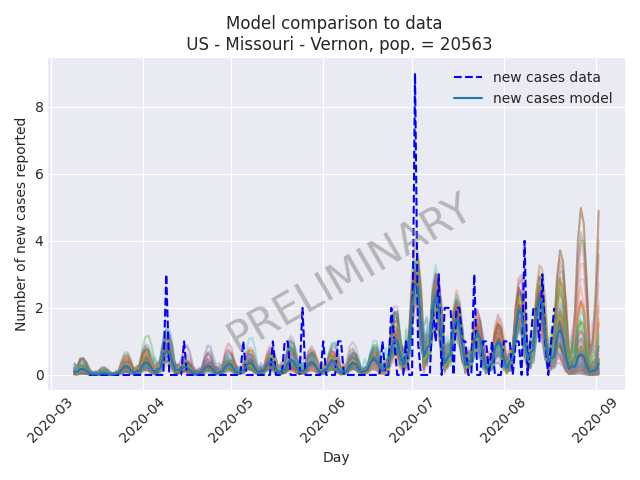 Model comparison to data
US - Missouri - Vernon, pop. = 20563
new cases data
new cases model
Number of new cases reported
8
6
4
2
0
PRELIMINARY
2020-03
2020-04
2020-05
2020-06
2020-07
2020-08
2020-09
Day